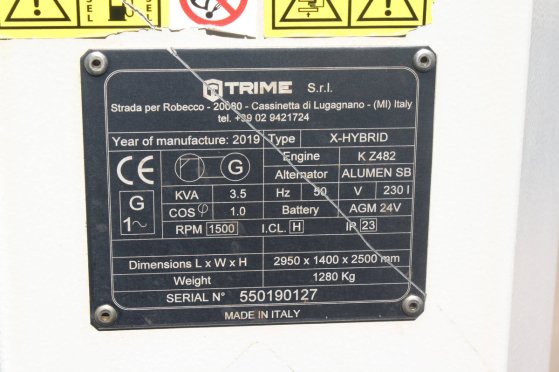 TRIME S.r.l.
Strada per Robecco - 20080 - Cassinetta di Lugagnano - (MI) Italy
tel. +39 02 9421724
Year of manufacture: 2019 Type X-HYBRID
CE G Engine K Z482
Alternator ALUMEN SB
G 1~ KVA 3.5 Hz 50 V 230
COS φ 1.0 Battery AGM 24V
RPM 1500 I.CL. H IP 23
Dimensions L x W x H 2950 x 1400 x 2500 mm
Weight 1280 Kg
SERIAL N° 550190127
MADE IN ITALY